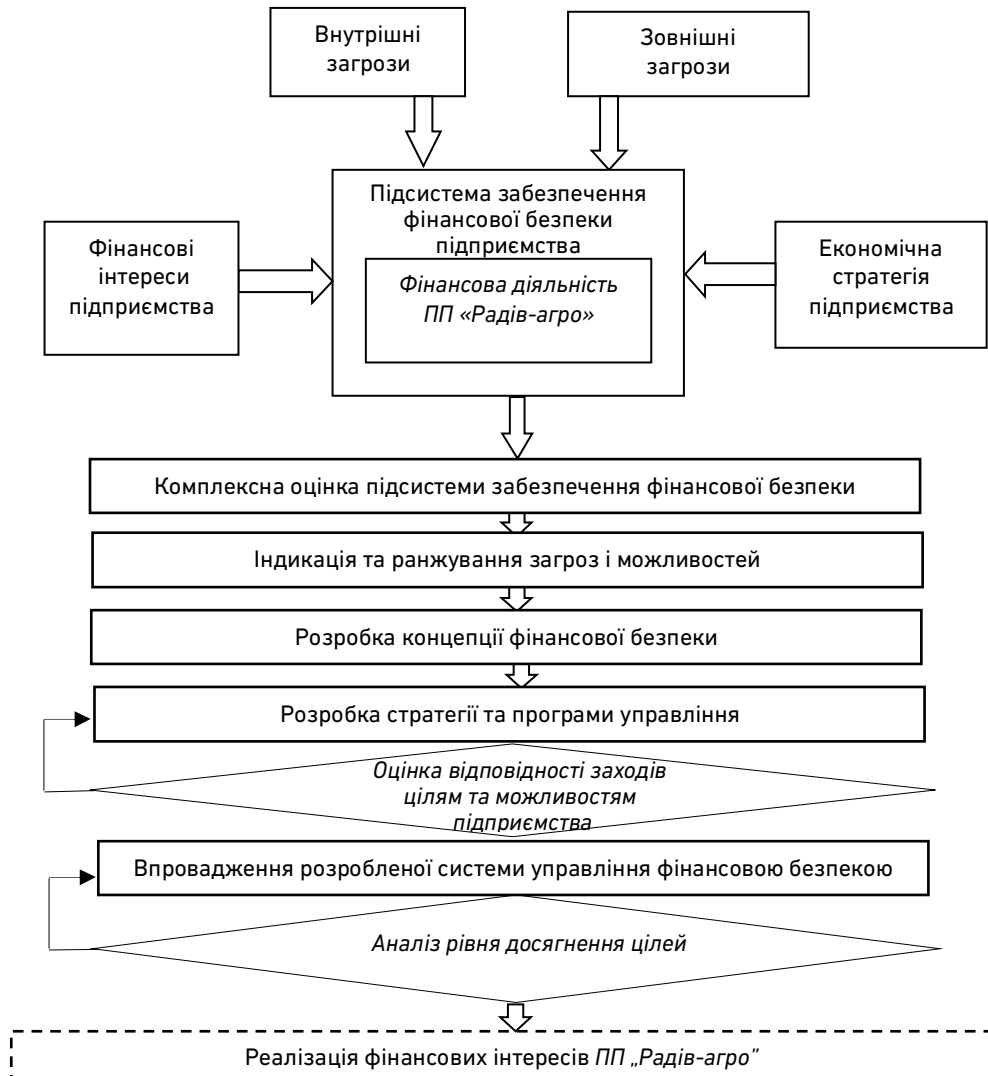 Внутрішні
загрози
Зовнішні
загрози
Підсистема забезпечення
фінансової безпеки
підприємства
Фінансові
інтереси
підприємства
Фінансова діяльність
ПП «Радів-агро»
Економічна
стратегія
підприємства
Комплексна оцінка підсистеми забезпечення фінансової безпеки
Індикація та ранжування загроз і можливостей
Розробка концепції фінансової безпеки
Розробка стратегії та програми управління
Оцінка відповідності заходів
цілям та можливостям
підприємства
Впровадження розробленої системи управління фінансовою безпекою
Аналіз рівня досягнення цілей
Реалізація фінансових інтересів ПП „Радів-агро”